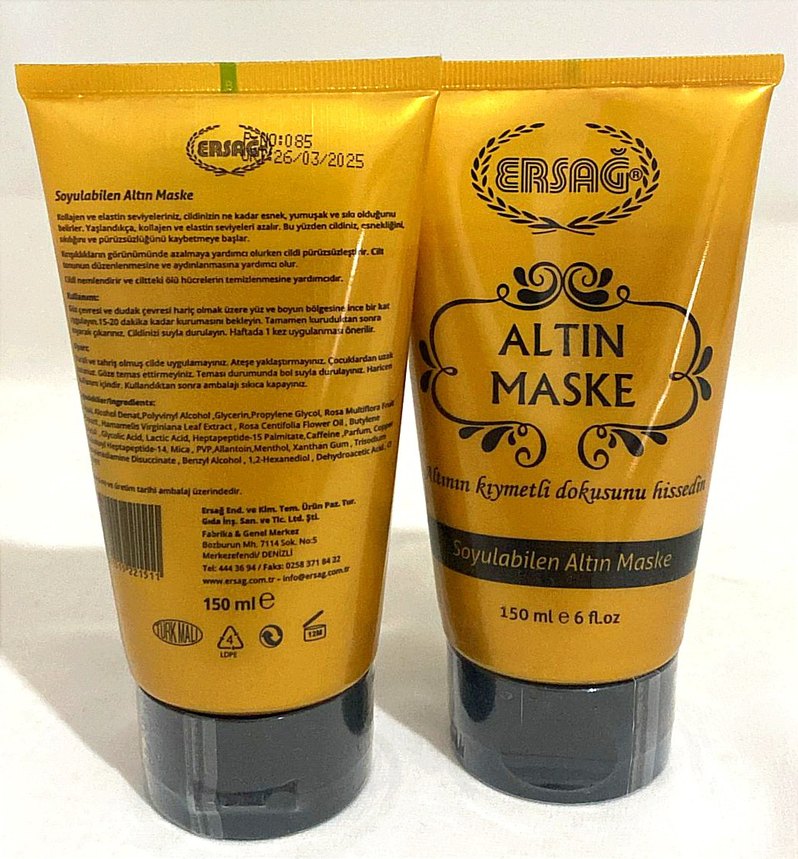 ERSAĞ
P.NO:085
26/03/2025
Soyulabilen Altın Maske
Kollajen ve elastin seviyeleriniz, cildinizin ne kadar esnek, yumuşak ve sıkı olduğunu
belirler. Yaşlandıkça, kollajen ve elastin seviyeleri azalır. Bu yüzden cildiniz, esnekliğini,
sıkılığını ve pürüzsüzlüğünü kaybetmeye başlar.
Kırışıklıkların görünümünde azalmaya yardımcı olurken cildi pürüzsüzleştirir. Cilt
tonunun düzenlenmesine ve aydınlanmasına yardımcı olur.
Cildi nemlendirir ve ciltteki ölü hücrelerin temizlenmesine yardımcıdır.
Kullanımı:
Göz çevresi ve dudak çevresi hariç olmak üzere yüz ve boyun bölgesine ince bir kat
uygulayın,15-20 dakika kadar kurumasını bekleyin. Tamamen kuruduktan sonra
çıkarınız. Cildinizi suyla durulayın. Haftada 1 kez uygulanması önerilir.
ve tahriş olmuş cilde uygulamayınız. Ateşe yaklaştırmayınız. Çocuklardan uzak
Göze temas ettirmeyiniz. Teması durumunda bol suyla durulayınız. Haricen
içindir. Kullandıktan sonra ambalajı sıkıca kapayınız.
Ingredients:
Alcohol Denat,Polyvinyl Alcohol ,Glycerin,Propylene Glycol, Rosa Multiflora Fruit
Hamamelis Virginiana Leaf Extract , Rosa Centifolia Flower Oil , Butylene
Glycolic Acid, Lactic Acid, Heptapeptide-15 Palmitate,Caffeine ,Parfum, Copper
Heptapeptide-14, Mica , PVP,Allantoin,Menthol, Xanthan Gum , Trisodium
Disuccinate , Benzyl Alcohol , 1,2-Hexanediol , Dehydroacetic Acid,
ve üretim tarihi ambalaj üzerindedir.
Ersağ End. ve Kim. Tem. Ürün Paz. Tur.
Gıda İnş. San. ve Tic. Ltd. Şti.
Fabrika & Genel Merkez
Bozburun Mh, 7114 Sok. No:5
Merkezefendi/ DENİZLİ
Tel: 444 36 94 / Faks: 0258 371 84 22
www.ersag.com.tr - info@ersag.com.tr
221511
150 ml ℮
TÜRK MALI
4
LDPE
12M
ERSAĞ®
ALTIN
MASKE
Altının kıymetli dokusunu hissedin
Soyulabilen Altın Maske
150 ml ℮ 6 fl.oz